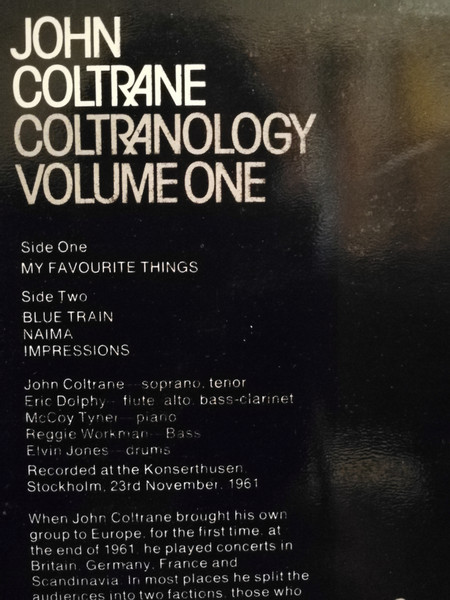 JOHN
COLTRANE
COLTRANOLOGY
VOLUME ONE
Side One
MY FAVOURITE THINGS
Side Two
BLUE TRAIN
NAIMA
IMPRESSIONS
John Coltrane—soprano, tenor
Eric Dolphy—flute, alto, bass-clarinet
McCoy Tyner—piano
Reggie Workman—Bass
Elvin Jones—drums
Recorded at the Konserthusen,
Stockholm, 23rd November, 1961
When John Coltrane brought his own
group to Europe, for the first time, at
the end of 1961, he played concerts in
Britain, Germany, France and
Scandinavia. In most places he split the
audiences into two factions, those who